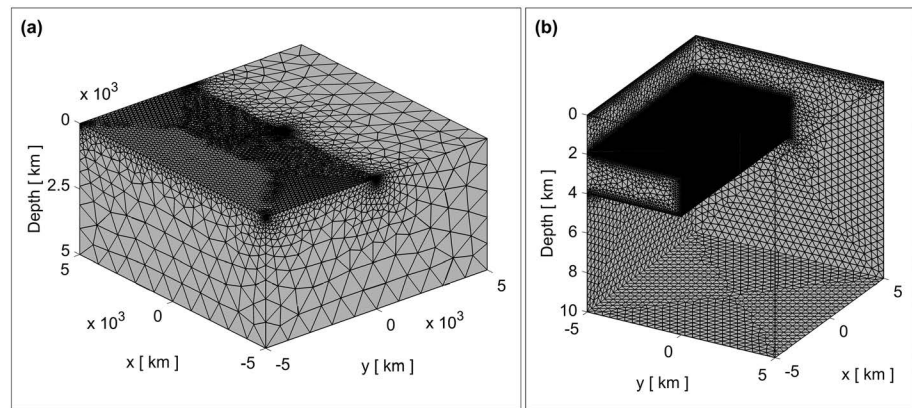 (a)
x 10³
0
2.5
5
Depth [ km ]
5
x 10³
0
-5
x [ km ]
-5
0
x 10³
5
y [ km ]
(b)
0
2
4
6
8
10
Depth [ km ]
-5
0
5
y [ km ]
-5
0
5
x [ km ]